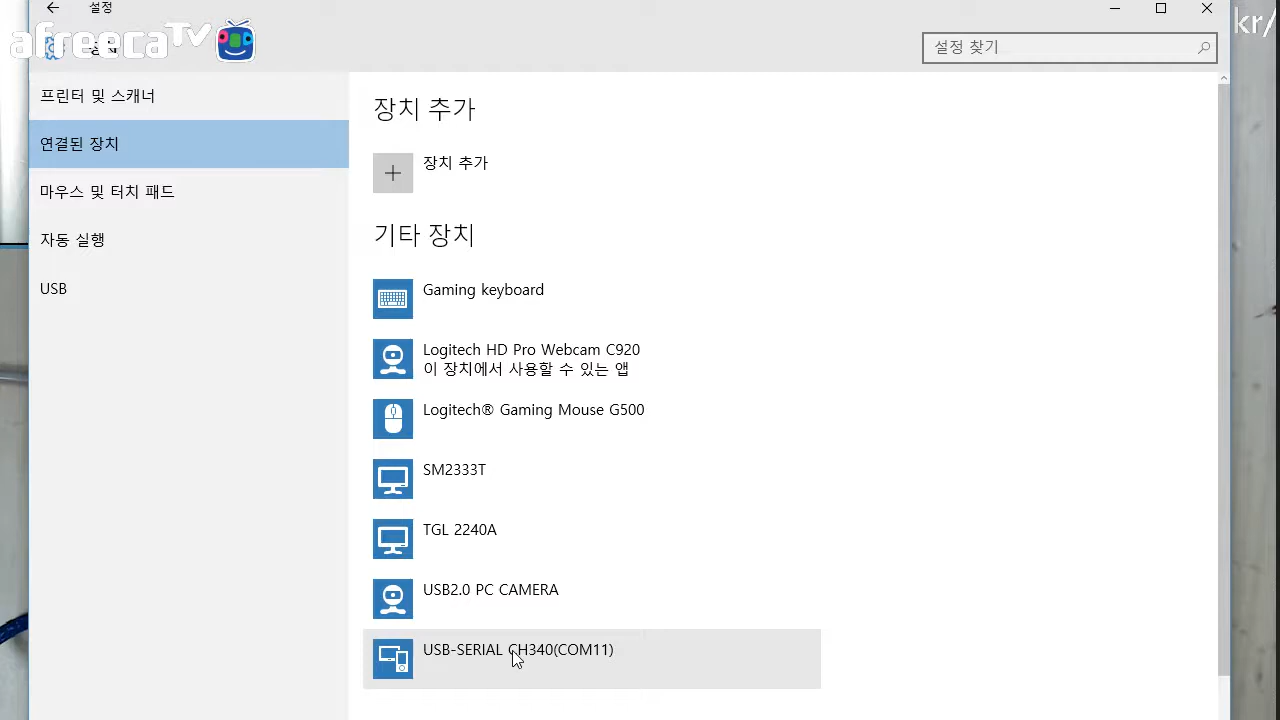 설정
afreecaTV
kr/
설정 찾기
프린터 및 스캐너
연결된 장치
마우스 및 터치 패드
자동 실행
USB
장치 추가
장치 추가
기타 장치
Gaming keyboard
Logitech HD Pro Webcam C920
이 장치에서 사용할 수 있는 앱
Logitech® Gaming Mouse G500
SM2333T
TGL 2240A
USB2.0 PC CAMERA
USB-SERIAL CH340(COM11)